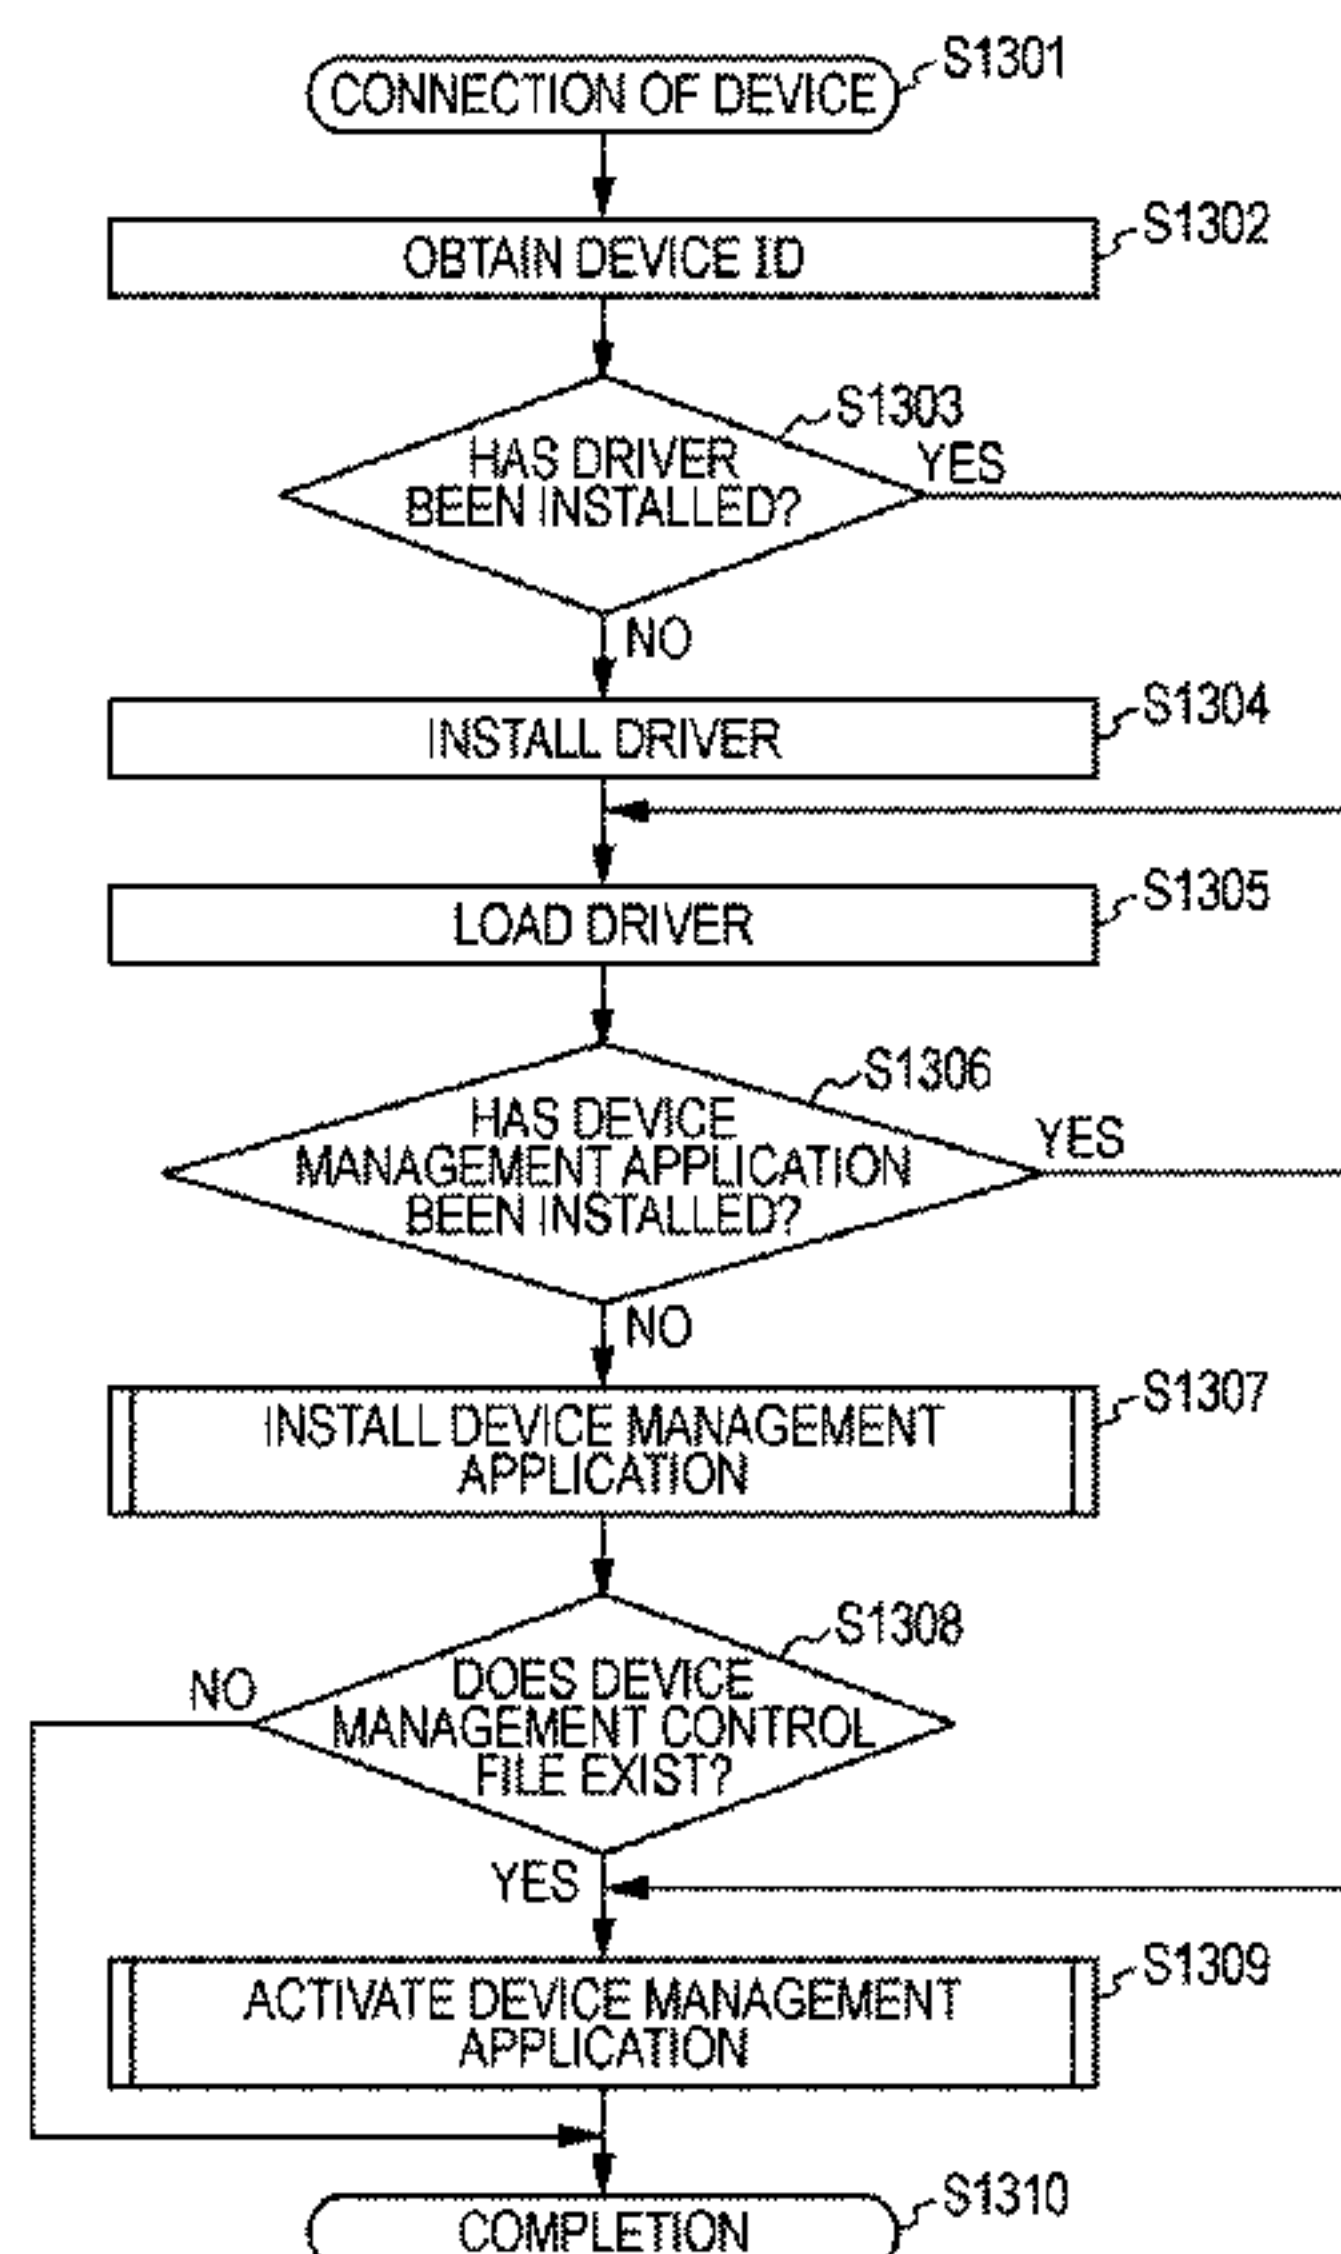 S1301
CONNECTION OF DEVICE
S1302
OBTAIN DEVICE ID
S1303
HAS DRIVER
BEEN INSTALLED?
YES
NO
S1304
INSTALL DRIVER
S1305
LOAD DRIVER
S1306
HAS DEVICE
MANAGEMENT APPLICATION
BEEN INSTALLED?
YES
NO
S1307
INSTALL DEVICE MANAGEMENT
APPLICATION
S1308
DOES DEVICE
MANAGEMENT CONTROL
FILE EXIST?
NO
YES
S1309
ACTIVATE DEVICE MANAGEMENT
APPLICATION
S1310
COMPLETION